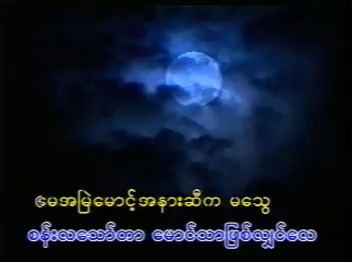 မေအမြဲမောင့်အနားဆီက မသွေ
စန်းလသော်တာ မောင်သာဖြစ်လျှင်လေ